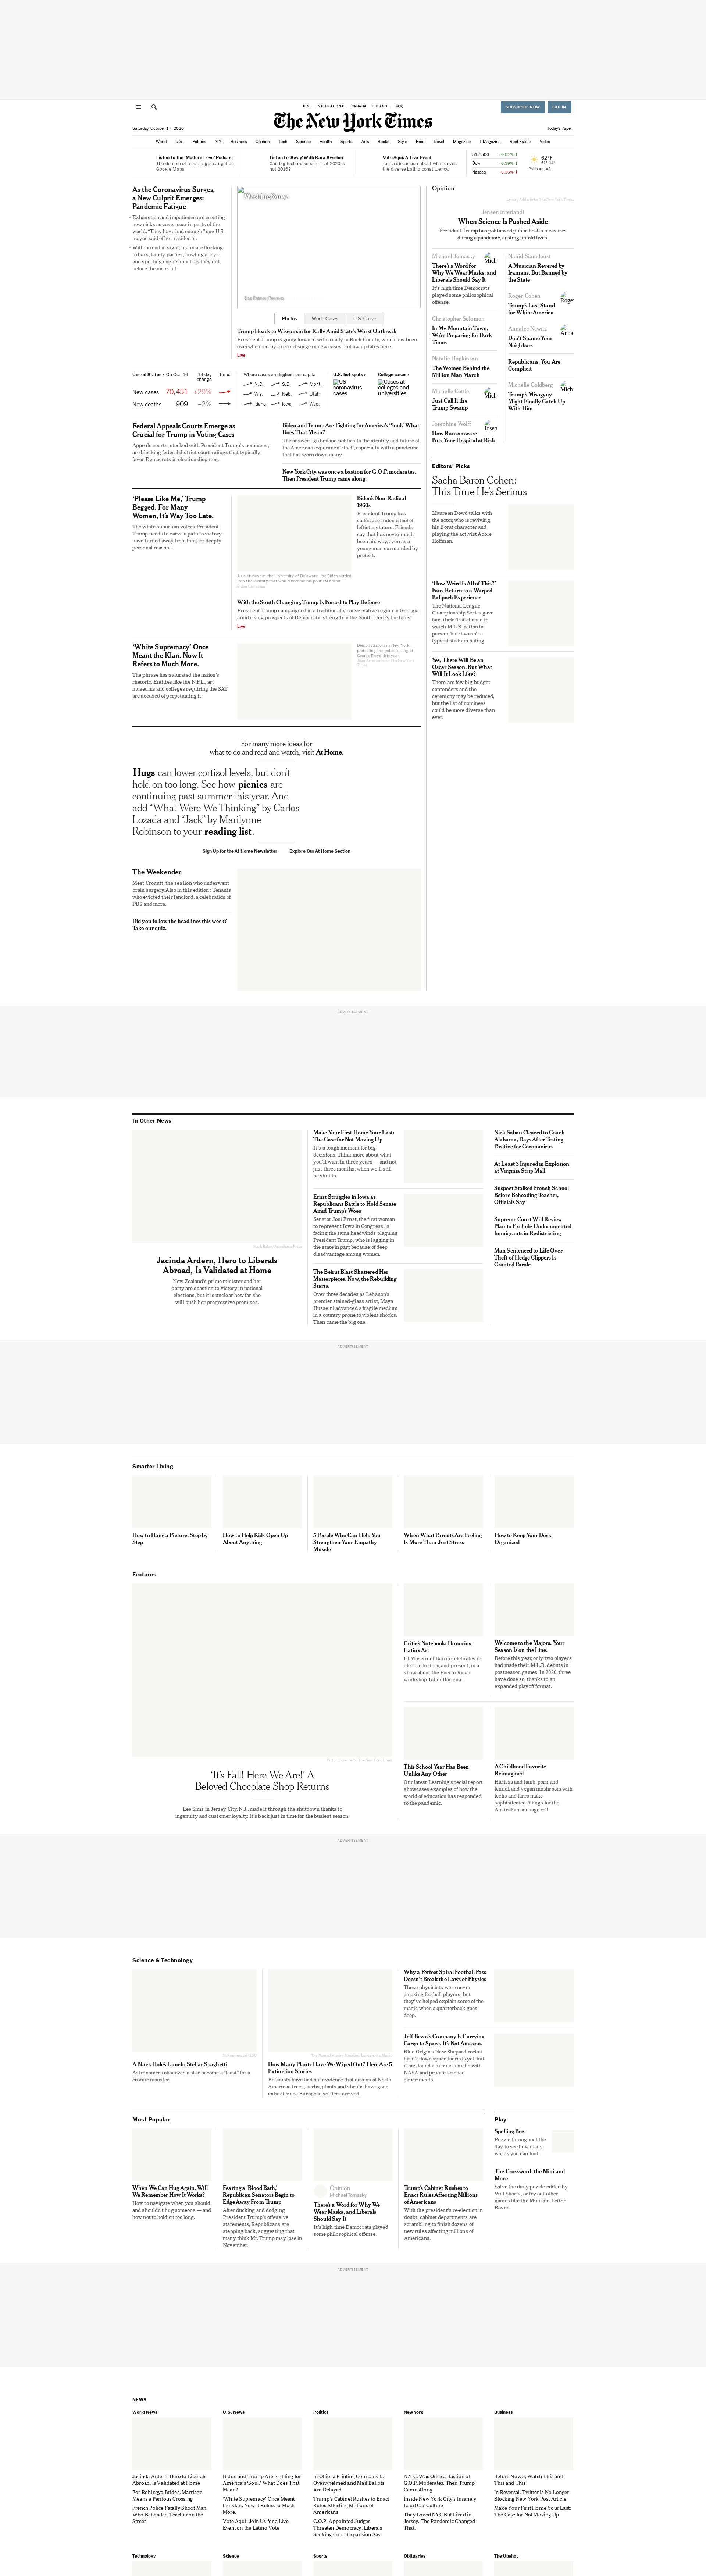 U.S.
INTERNATIONAL
CANADA
ESPAÑOL
中文
SUBSCRIBE NOW
LOG IN
The New York Times
Saturday, October 17, 2020
Today's Paper
World
U.S.
Politics
N.Y.
Business
Opinion
Tech
Science
Health
Sports
Arts
Books
Style
Food
Travel
Magazine
T Magazine
Real Estate
Video
Listen to the 'Modern Love' Podcast
The demise of a marriage, caught on
Google Maps.
Listen to 'Sway' With Kara Swisher
Can big tech make sure that 2020 is
not 2016?
Vote Aquí: A Live Event
Join a discussion about what drives
the diverse Latino constituency.
S&P 500
Dow
Nasdaq
62°F
Ashburn, VA
As the Coronavirus Surges,
a New Culprit Emerges:
Pandemic Fatigue
• Exhaustion and impatience are creating
new risks as cases soar in parts of the
world. "They have had enough," one U.S.
mayor said of her residents.
• With no end in sight, many are flocking
to bars, family parties, bowling alleys
and sporting events much as they did
before the virus hit.
Photos
World Cases
U.S. Curve
Trump Heads to Wisconsin for Rally Amid State's Worst Outbreak
President Trump is going forward with a rally in Rock County, which has been
overwhelmed by a record surge in new cases. Follow updates here.
Live
United States ›
On Oct. 16
14-day
change
Trend
New cases
70,451
+29%
New deaths
909
–2%
Where cases are highest per capita
N.D.
S.D.
Mont.
Wis.
Neb.
Utah
Idaho
Iowa
Wyo.
U.S. hot spots ›
US
coronavirus
cases
College cases ›
Cases at
colleges and
universities
Federal Appeals Courts Emerge as
Crucial for Trump in Voting Cases
Appeals courts, stocked with President Trump's nominees,
are blocking federal district court rulings that typically
favor Democrats in election disputes.
Biden and Trump Are Fighting for America's 'Soul.' What
Does That Mean?
The answers go beyond politics to the identity and future of
the American experiment itself, especially with a pandemic
that has worn down many.
New York City was once a bastion for G.O.P. moderates.
Then President Trump came along.
'Please Like Me,' Trump
Begged. For Many
Women, It's Way Too Late.
The white suburban voters President
Trump needs to carve a path to victory
have turned away from him, for deeply
personal reasons.
As a student at the University of Delaware, Joe Biden settled
into the interests that would become his political brand.
Biden's Non-Radical
1960s
President Trump has
called Joe Biden a tool of
leftist agitators. Friends
say that has never much
been his way, even as a
young man surrounded by
protest.
With the South Changing, Trump Is Forced to Play Defense
President Trump campaigned in a traditionally conservative region in Georgia
amid rising prospects of Democratic strength in the South. Here's the latest.
Live
'White Supremacy' Once
Meant the Klan. Now It
Refers to Much More.
The phrase has saturated the nation's
rhetoric. Entities like the N.F.L., art
museums and colleges requiring the SAT
are accused of perpetuating it.
Demonstrators in New York
protesting the police killing of
George Floyd this year.
For many more ideas for
what to do and read and watch, visit At Home.
Hugs can lower cortisol levels, but don't
hold on too long. See how picnics are
continuing past summer this year. And
add "What Were We Thinking" by Carlos
Lozada and "Jack" by Marilynne
Robinson to your reading list.
Sign Up for the At Home Newsletter
Explore Our At Home Section
The Weekender
Meet Cronutt, the sea lion who underwent
brain surgery. Also in this edition: Tenants
who evicted their landlord, a celebration of
PBS and more.
Did you follow the headlines this week?
Take our quiz.
Opinion
Jeneen Interlandi
When Science Is Pushed Aside
President Trump has politicized public health measures
during a pandemic, costing untold lives.
Michael Tomasky
There's a Word for
Why We Wear Masks, and
Liberals Should Say It
It's high time Democrats
played some philosophical
offense.
Christopher Solomon
In My Mountain Town,
We're Preparing for Dark
Times
Natalie Hopkinson
The Women Behind the
Million Man March
Michelle Cottle
Just Call It the
Trump Swamp
Josephine Wolff
How Ransomware
Puts Your Hospital at Risk
Nahid Siamdoust
A Musician Revered by
Iranians, But Banned by
the State
Roger Cohen
Trump's Last Stand
for White America
Annalee Newitz
Don't Shame Your
Neighbors
Republicans, You Are
Complicit
Michelle Goldberg
Trump's Misogyny
Might Finally Catch Up
With Him
Editors' Picks
Sacha Baron Cohen:
This Time He's Serious
Maureen Dowd talks with
the actor, who is reviving
his Borat character and
playing the activist Abbie
Hoffman.
'How Weird Is All of This?'
Fans Return to a Warped
Ballpark Experience
The National League
Championship Series gave
fans their first chance to
watch M.L.B. action in
person, but it wasn't a
typical stadium outing.
Yes, There Will Be an
Oscar Season. But What
Will It Look Like?
There are few big-budget
contenders and the
ceremony may be reduced,
but the list of nominees
could be more diverse than
ever.
ADVERTISEMENT
In Other News
Jacinda Ardern, Hero to Liberals
Abroad, Is Validated at Home
New Zealand's prime minister and her
party are coasting to victory in national
elections, but it is unclear how far she
will push her progressive promises.
Make Your First Home Your Last:
The Case for Not Moving Up
It's a tough moment for big
decisions. Think more about what
you'll want in three years — and not
just three months, when we'll still
be shut in.
Ernst Struggles in Iowa as
Republicans Battle to Hold Senate
Amid Trump's Woes
Senator Joni Ernst, the first woman
to represent Iowa in Congress, is
facing the same headwinds plaguing
President Trump, who is lagging in
the state in part because of deep
disadvantage among women.
The Beirut Blast Shattered Her
Masterpieces. Now, the Rebuilding
Starts.
Over three decades as Lebanon's
premier stained-glass artist, Maya
Husseini advanced a fragile medium
in a country prone to violent shocks.
Then came the big one.
Nick Saban Cleared to Coach
Alabama, Days After Testing
Positive for Coronavirus
At Least 3 Injured in Explosion
at Virginia Strip Mall
Suspect Stalked French School
Before Beheading Teacher,
Officials Say
Supreme Court Will Review
Plan to Exclude Undocumented
Immigrants in Redistricting
Man Sentenced to Life Over
Theft of Hedge Clippers Is
Granted Parole
ADVERTISEMENT
Smarter Living
How to Hang a Picture, Step by
Step
How to Help Kids Open Up
About Anything
5 People Who Can Help You
Strengthen Your Empathy
Muscle
When What Parents Are Feeling
Is More Than Just Stress
How to Keep Your Desk
Organized
Features
'It's Fall! Here We Are!' A
Beloved Chocolate Shop Returns
Lee Sims in Jersey City, N.J., made it through the shutdown thanks to
ingenuity and customer loyalty. It's back just in time for the busiest season.
Critic's Notebook: Honoring
Latinx Art
El Museo del Barrio celebrates its
electric history, and present, in a
show about the Puerto Rican
workshop Taller Boricua.
Welcome to the Majors. Your
Season Is on the Line.
Before this year, only two players
had made their M.L.B. debuts in
postseason games. In 2020, three
have done so, thanks to an
expanded playoff format.
This School Year Has Been
Unlike Any Other
Our latest Learning special report
showcases examples of how the
world of education has responded
to the pandemic.
A Childhood Favorite
Reimagined
Harissa and lamb, pork and
fennel, and vegan mushroom with
leeks and farro make
sophisticated fillings for the
Australian sausage roll.
ADVERTISEMENT
Science & Technology
A Black Hole's Lunch: Stellar Spaghetti
Astronomers observed a star become a "feast" for a
cosmic monster.
How Many Plants Have We Wiped Out? Here Are 5
Extinction Stories
Botanists have laid out evidence that dozens of North
American trees, herbs, plants and shrubs have gone
extinct since European settlers arrived.
Why a Perfect Spiral Football Pass
Doesn't Break the Laws of Physics
These physicists were never
amazing football players, but
they've helped explain some of the
magic when a quarterback goes
deep.
Jeff Bezos's Company Is Carrying
Cargo to Space. It's Not Amazon.
Blue Origin's New Shepard rocket
hasn't flown space tourists yet, but
it has found a business niche with
NASA and private science
experiments.
Most Popular
When We Can Hug Again, Will
We Remember How It Works?
How to navigate when you should
and shouldn't hug someone — and
how not to hold on too long.
Fearing a 'Blood Bath,'
Republican Senators Begin to
Edge Away From Trump
After ducking and dodging
President Trump's offensive
statements, Republicans are
stepping back, suggesting that
many think Mr. Trump may lose in
November.
Opinion
Michael Tomasky
There's a Word for Why We
Wear Masks, and Liberals
Should Say It
It's high time Democrats played
some philosophical offense.
Trump's Cabinet Rushes to
Enact Rules Affecting Millions
of Americans
With the president's re-election in
doubt, cabinet departments are
scrambling to finish dozens of
new rules affecting millions of
Americans.
Play
Spelling Bee
Puzzle throughout the
day to see how many
words you can find.
The Crossword, the Mini and
More
Solve the daily puzzle edited by
Will Shortz, or try out other
games like the Mini and Letter
Boxed.
ADVERTISEMENT
NEWS
World News
Jacinda Ardern, Hero to Liberals
Abroad, Is Validated at Home
For Rohingya Brides, Marriage
Means a Perilous Crossing
French Police Fatally Shoot Man
Who Beheaded Teacher on the
Street
U.S. News
Biden and Trump Are Fighting for
America's 'Soul.' What Does That
Mean?
'White Supremacy' Once Meant
the Klan. Now It Refers to Much
More.
Vote Aquí: Join Us for a Live
Event on the Latino Vote
Politics
In Ohio, a Printing Company Is
Overwhelmed and Mail Ballots
Are Delayed
Trump's Cabinet Rushes to Enact
Rules Affecting Millions of
Americans
G.O.P.-Appointed Judges
Threaten Democracy, Liberals
Seeking Court Expansion Say
New York
N.Y.C. Was Once a Bastion of
G.O.P. Moderates. Then Trump
Came Along.
Inside New York City's Insanely
Loud Car Culture
They Loved NYC But Lived in
Jersey. The Pandemic Changed
That.
Business
Before Nov. 3, Watch This and
This and This
In Reversal, Twitter Is No Longer
Blocking New York Post Article
Make Your First Home Your Last:
The Case for Not Moving Up
Technology
Science
Sports
Obituaries
The Upshot